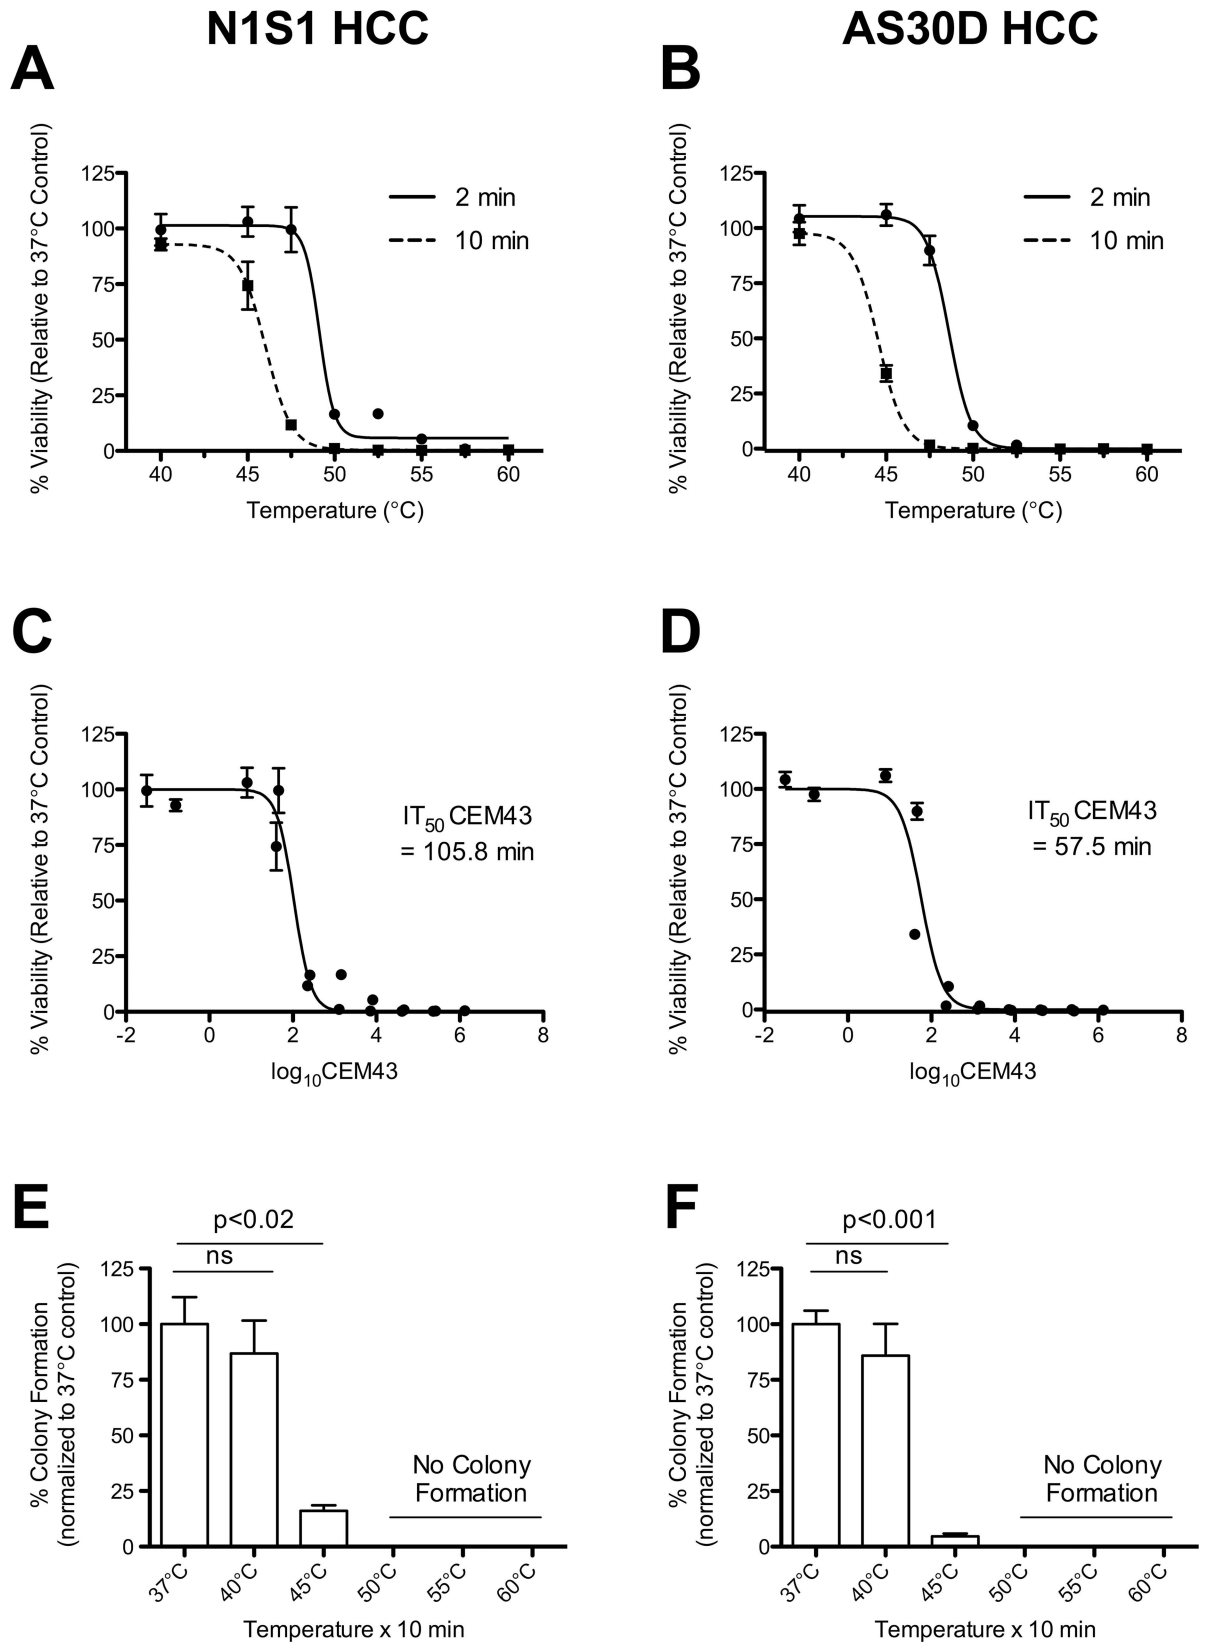 N1S1 HCC
AS30D HCC
A
% Viability (Relative to 37°C Control)
125
100
75
50
25
0
40
45
50
55
60
Temperature (°C)
2 min
10 min
B
% Viability (Relative to 37°C Control)
125
100
75
50
25
0
40
45
50
55
60
Temperature (°C)
2 min
10 min
C
% Viability (Relative to 37°C Control)
125
100
75
50
25
0
-2
0
2
4
6
8
log10CEM43
IT50 CEM43
= 105.8 min
D
% Viability (Relative to 37°C Control)
125
100
75
50
25
0
-2
0
2
4
6
8
log10CEM43
IT50 CEM43
= 57.5 min
E
p<0.02
ns
% Colony Formation
(normalized to 37°C control)
125
100
75
50
25
0
No Colony
Formation
37°C
40°C
45°C
50°C
55°C
60°C
Temperature x 10 min
F
p<0.001
ns
% Colony Formation
(normalized to 37°C control)
125
100
75
50
25
0
No Colony
Formation
37°C
40°C
45°C
50°C
55°C
60°C
Temperature x 10 min